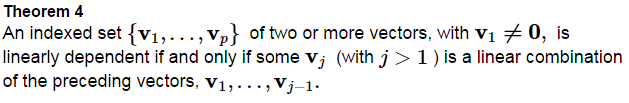 Theorem 4
An indexed set {v₁, . . . , vₚ} of two or more vectors, with v₁ ≠ 0, is
linearly dependent if and only if some vⱼ (with j > 1 ) is a linear combination
of the preceding vectors, v₁, . . . , vⱼ₋₁.